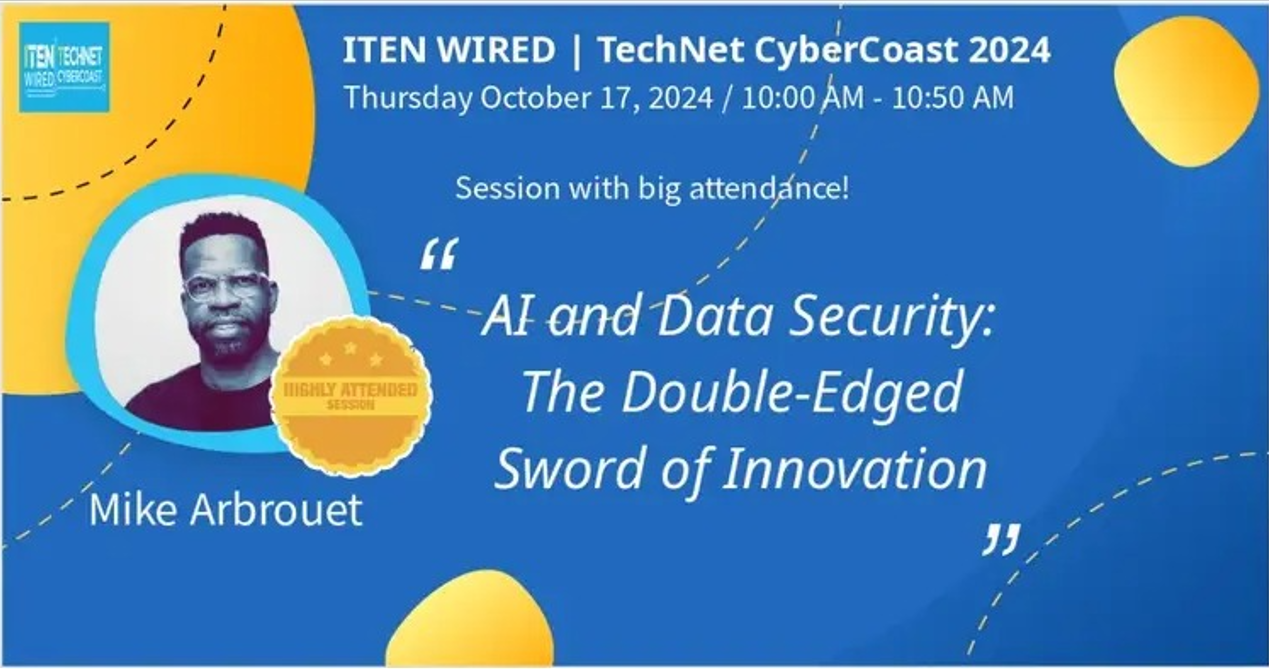 ITEN TECHNET
WIRED CYBERCOAST
ITEN WIRED | TechNet CyberCoast 2024
Thursday October 17, 2024 / 10:00 AM - 10:50 AM
Session with big attendance!
“
AI and Data Security:
The Double-Edged
Sword of Innovation
”
HIGHLY ATTENDED
SESSION
Mike Arbrouet